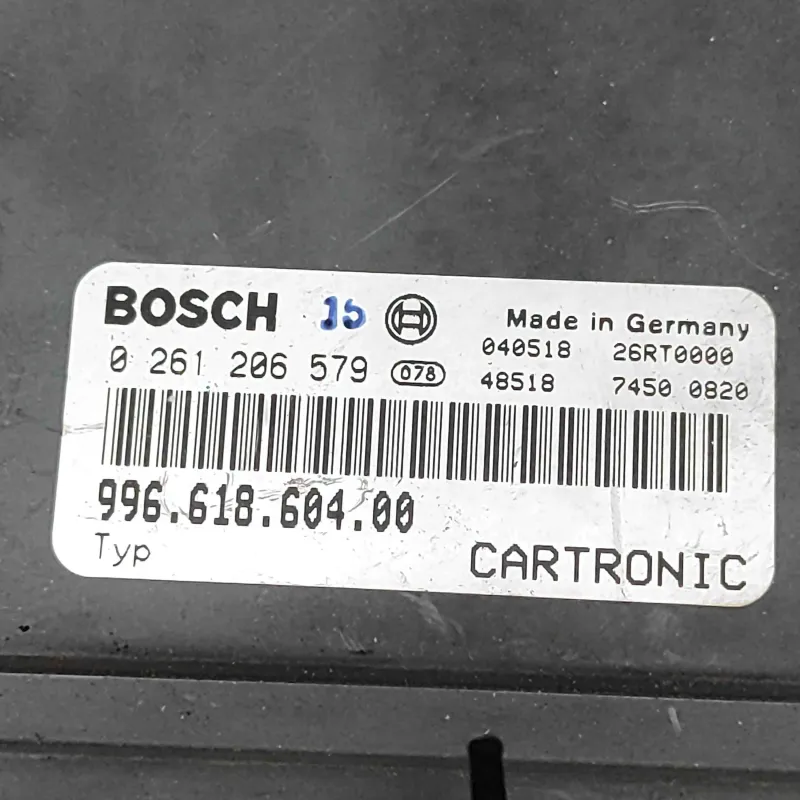 BOSCH 15 Made in Germany
040518 26RT0000
0 261 206 579 078
48518 7450 0820
996.618.604.00
Typ CARTRONIC